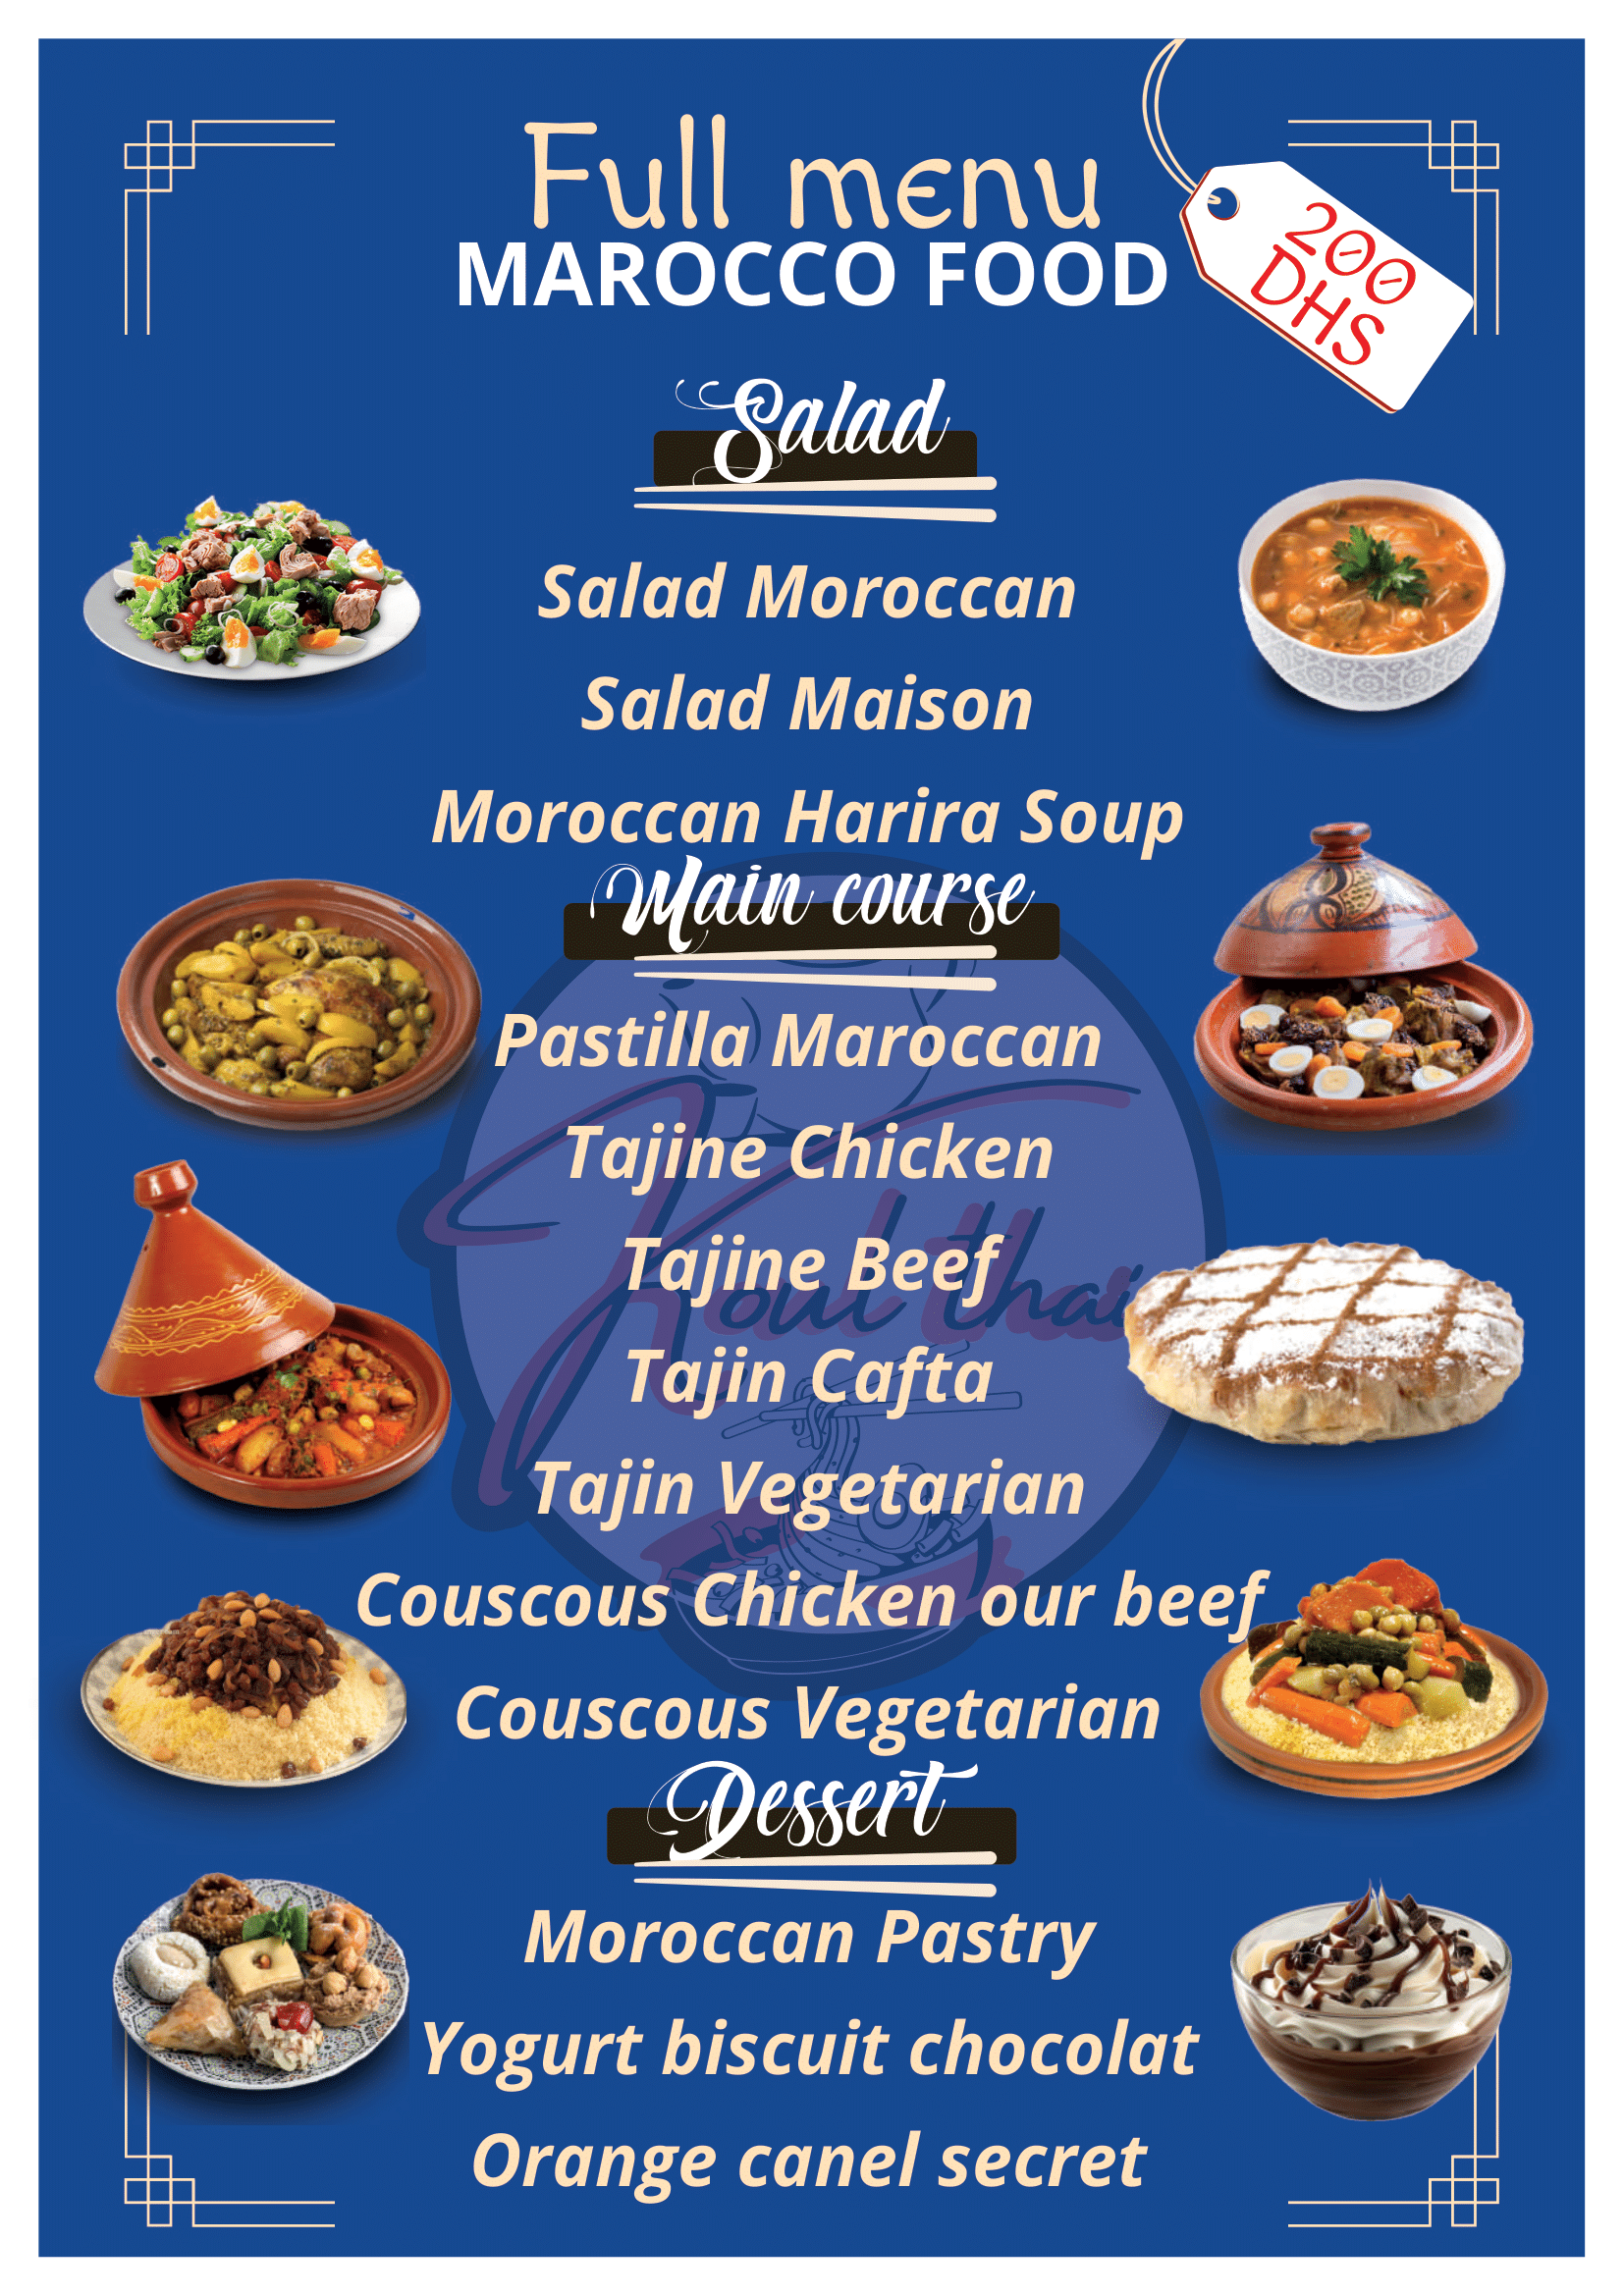 Full menu
MAROCCO FOOD
200
DHS
Salad
Salad Moroccan
Salad Maison
Moroccan Harira Soup
Main course
Pastilla Maroccan
Tajine Chicken
Tajine Beef
Koul thai
Tajin Cafta
Tajin Vegetarian
Couscous Chicken our beef
Couscous Vegetarian
Dessert
Moroccan Pastry
Yogurt biscuit chocolat
Orange canel secret